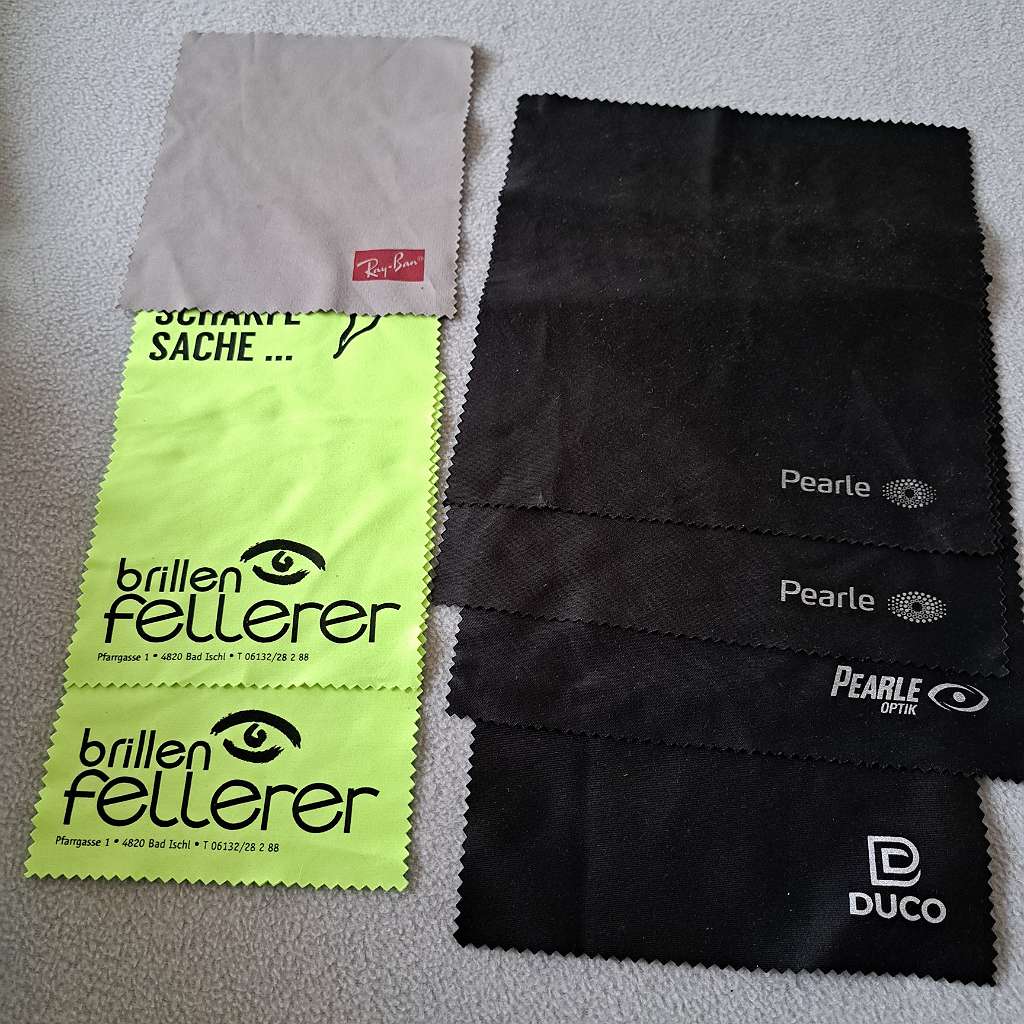 Ray-Ban
SCHARFE
SACHE ...
brillen
fellerer
Pfarrgasse 1 • 4820 Bad Ischl • T 06132/28 2 88
brillen
fellerer
Pfarrgasse 1 • 4820 Bad Ischl • T 06132/28 2 88
Pearle
Pearle
PEARLE
OPTIK
DUCO